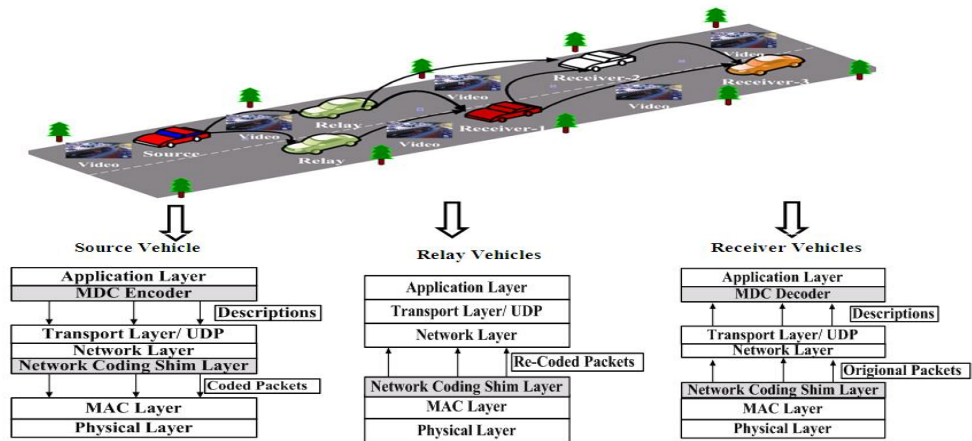 Video
Receiver-2
Receiver-3
Video
Video
Relay
Receiver-1
Video
Video
Source
Video
Relay
Source Vehicle
Application Layer
MDC Encoder
Descriptions
Transport Layer/ UDP
Network Layer
Network Coding Shim Layer
Coded Packets
MAC Layer
Physical Layer
Relay Vehicles
Application Layer
Transport Layer/ UDP
Network Layer
Re-Coded Packets
Network Coding Shim Layer
MAC Layer
Physical Layer
Receiver Vehicles
Application Layer
MDC Decoder
Descriptions
Transport Layer/ UDP
Network Layer
Origional Packets
Network Coding Shim Layer
MAC Layer
Physical Layer